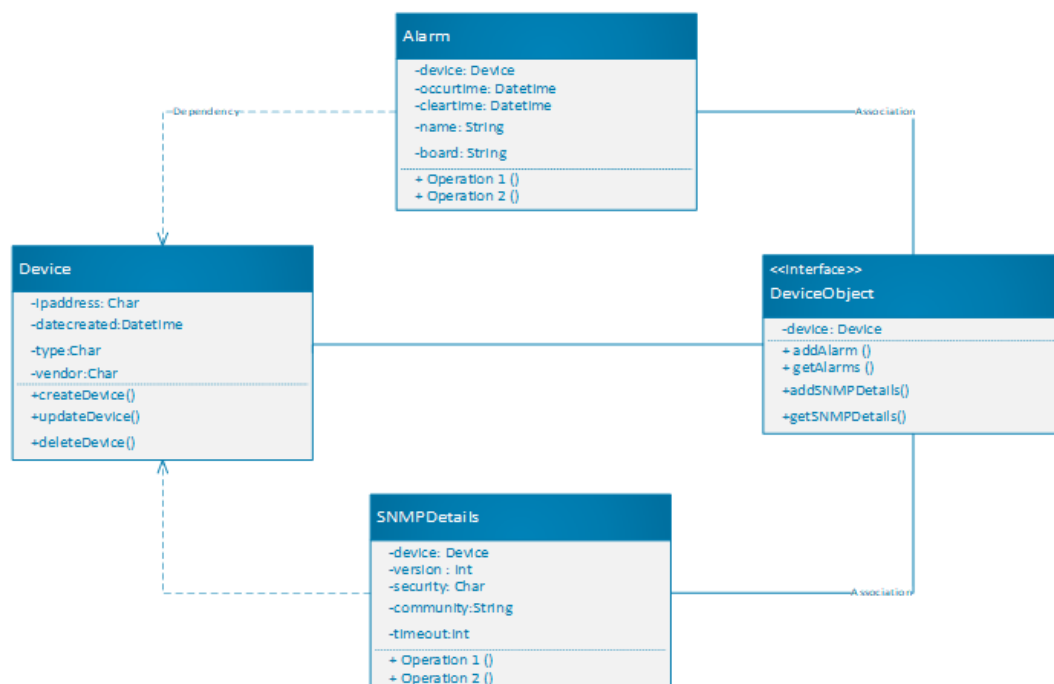 Alarm
-device: Device
-occurtime: Datetime
-cleartime: Datetime
-name: String
-board: String
+ Operation 1 ()
+ Operation 2 ()
Dependency
Association
Device
-Ipaddress: Char
-datecreated:Datetime
-type:Char
-vendor:Char
+createDevice()
+updateDevice()
+deleteDevice()
<<Interface>>
DeviceObject
-device: Device
+ addAlarm ()
+ getAlarms ()
+addSNMPDetails()
+getSNMPDetails()
SNMPDetails
-device: Device
-version : Int
-security: Char
-community:String
-timeout:Int
+ Operation 1 ()
+ Operation 2 ()
Association